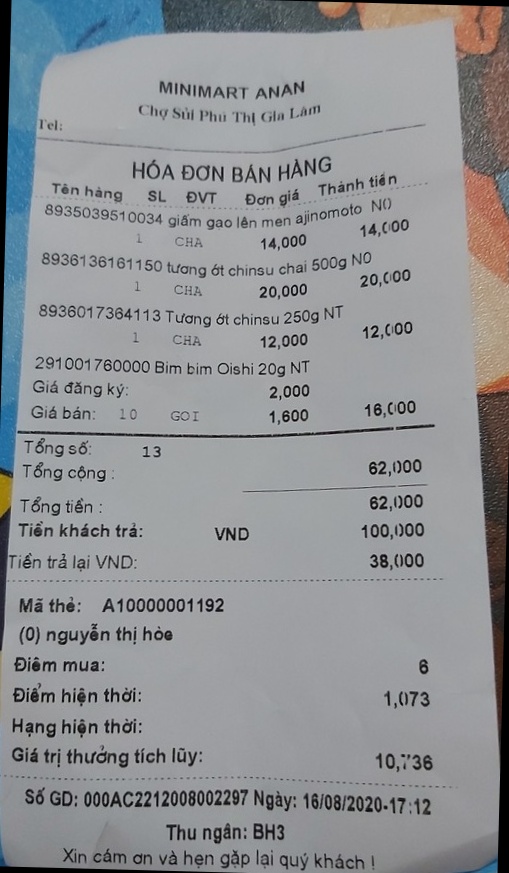 MINIMART ANAN
Chợ Sủi Phú Thị Gia Lâm
Tel:
HÓA ĐƠN BÁN HÀNG
Tên hàng SL ĐVT Đơn giá Thành tiền
8935039510034 giấm gạo lên men ajinomoto N0
1 CHA 14,000 14,000
8936136161150 tương ớt chinsu chai 500g N0
1 CHA 20,000 20,000
8936017364113 Tương ớt chinsu 250g NT
1 CHA 12,000 12,000
291001760000 Bim bim Oishi 20g NT
Giá đăng ký: 2,000
Giá bán: 10 GOI 1,600 16,000
Tổng số: 13
Tổng cộng : 62,000
Tổng tiền : 62,000
Tiền khách trả: VND 100,000
Tiền trả lại VND: 38,000
Mã thẻ: A10000001192
(0) nguyễn thị hòe
Điểm mua: 6
Điểm hiện thời: 1,073
Hạng hiện thời:
Giá trị thưởng tích lũy: 10,736
Số GD: 000AC2212008002297 Ngày: 16/08/2020-17:12
Thu ngân: BH3
Xin cám ơn và hẹn gặp lại quý khách !